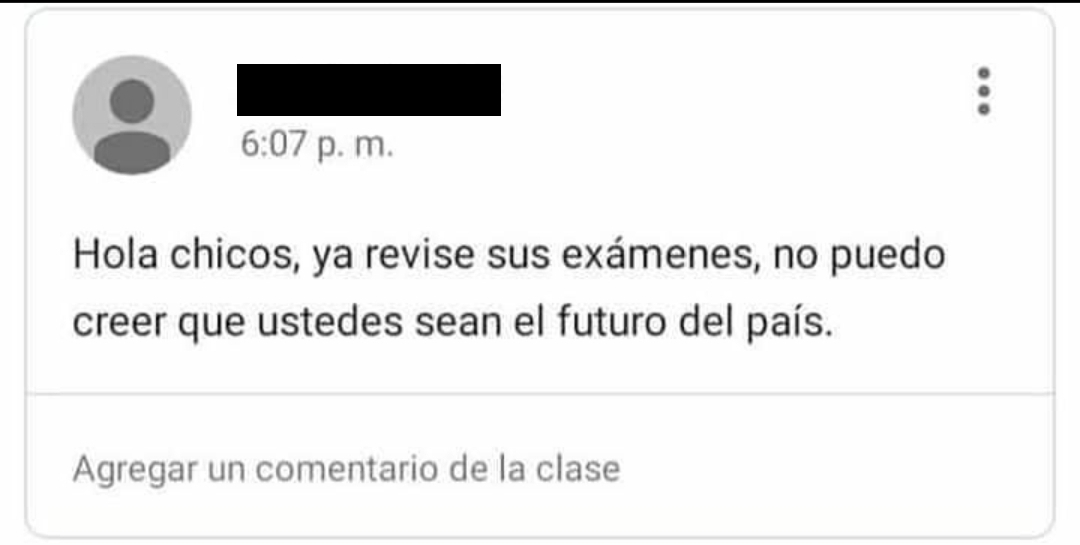 6:07 p. m.
Hola chicos, ya revise sus exámenes, no puedo
creer que ustedes sean el futuro del país.
Agregar un comentario de la clase